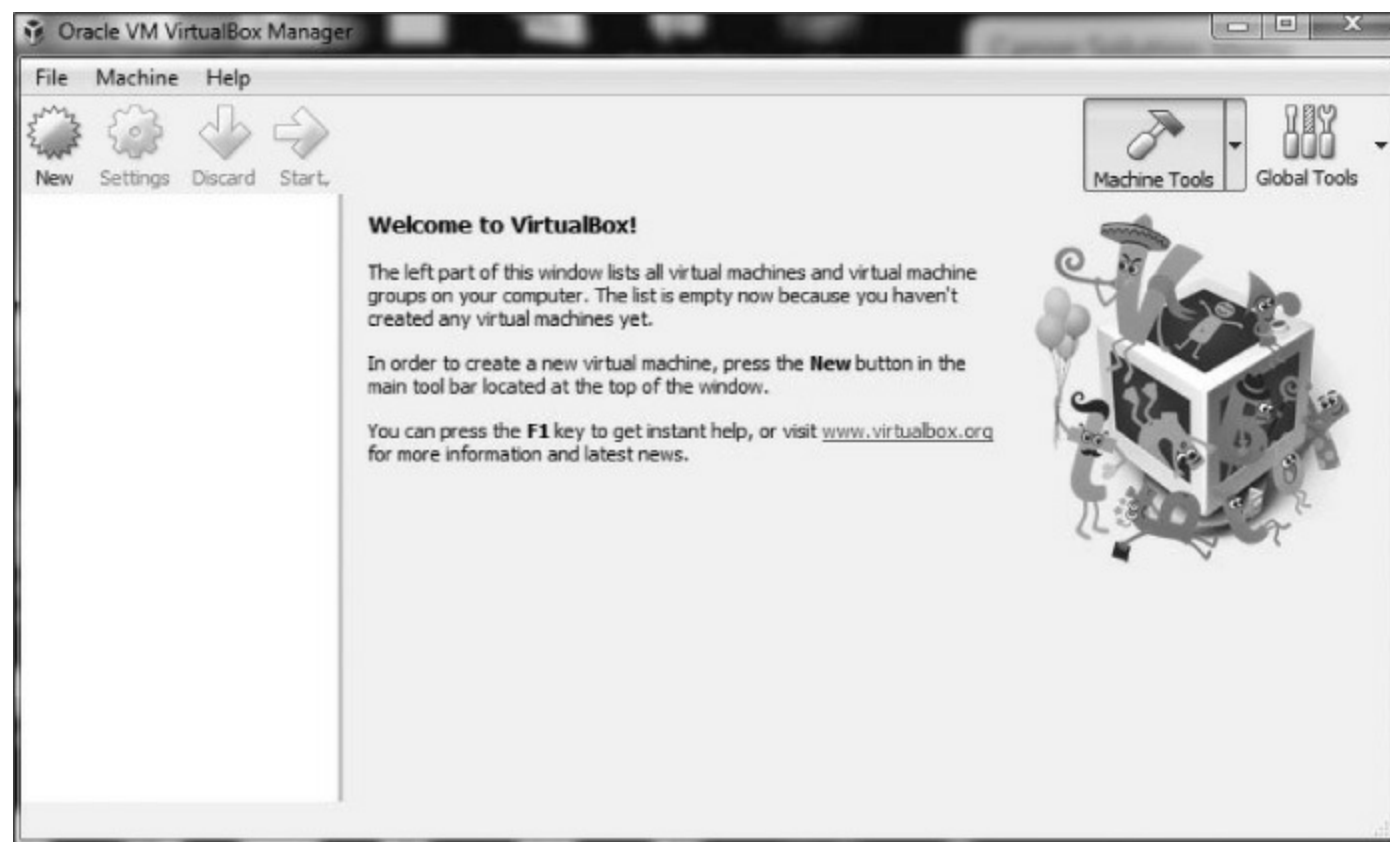 Oracle VM VirtualBox Manager
File Machine Help
New Settings Discard Start
Machine Tools Global Tools
Welcome to VirtualBox!
The left part of this window lists all virtual machines and virtual machine
groups on your computer. The list is empty now because you haven't
created any virtual machines yet.
In order to create a new virtual machine, press the New button in the
main tool bar located at the top of the window.
You can press the F1 key to get instant help, or visit www.virtualbox.org
for more information and latest news.